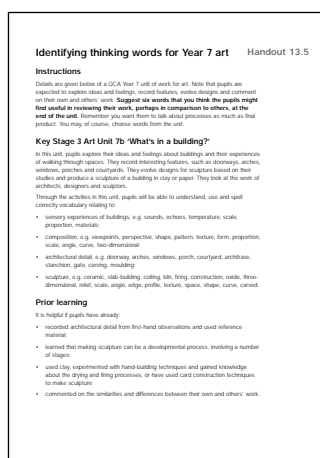 Identifying thinking words for Year 7 art Handout 13.5
Instructions
Details are given below of a QCA Year 7 unit of work for art. Note that pupils are
expected to explore ideas and feelings, record features, evolve designs and comment
on their own and others' work. Suggest six words that you think the pupils might
find useful in reviewing their work, perhaps in comparison to others, at the
end of the unit. Remember you want them to talk about processes as much as final
product. You may, of course, choose words from the unit.
Key Stage 3 Art Unit 7b 'What's in a building?'
In this unit, pupils explore their ideas and feelings about buildings and their experiences
of walking through spaces. They record interesting features, such as doorways, arches,
windows, porches and courtyards. They evolve designs for sculpture based on their
studies and produce a sculpture of a building in clay or paper. They look at the work of
architects, designers and sculptors.
Through the activities in this unit, pupils will be able to understand, use and spell
correctly vocabulary relating to:
• sensory experiences of buildings, e.g. sounds, echoes, temperature, scale,
proportion, materials;
• composition, e.g. viewpoints, perspective, shape, pattern, texture, form, proportion,
scale, angle, curve, two-dimensional;
• architectural detail, e.g. doorway, arches, windows, porch, courtyard, architrave,
stanchion, gate, carving, moulding;
• sculpture, e.g. ceramic, slab-building, coiling, kiln, firing, construction, oxide, three-
dimensional, relief, scale, angle, edge, profile, texture, space, shape, curve, carved.
Prior learning
It is helpful if pupils have already:
• recorded architectural detail from first-hand observations and used reference
material;
• learned that making sculpture can be a developmental process, involving a number
of stages;
• used clay, experimented with hand-building techniques and gained knowledge
about the drying and firing processes, or have used card construction techniques
to make sculpture;
• commented on the similarities and differences between their own and others' work.